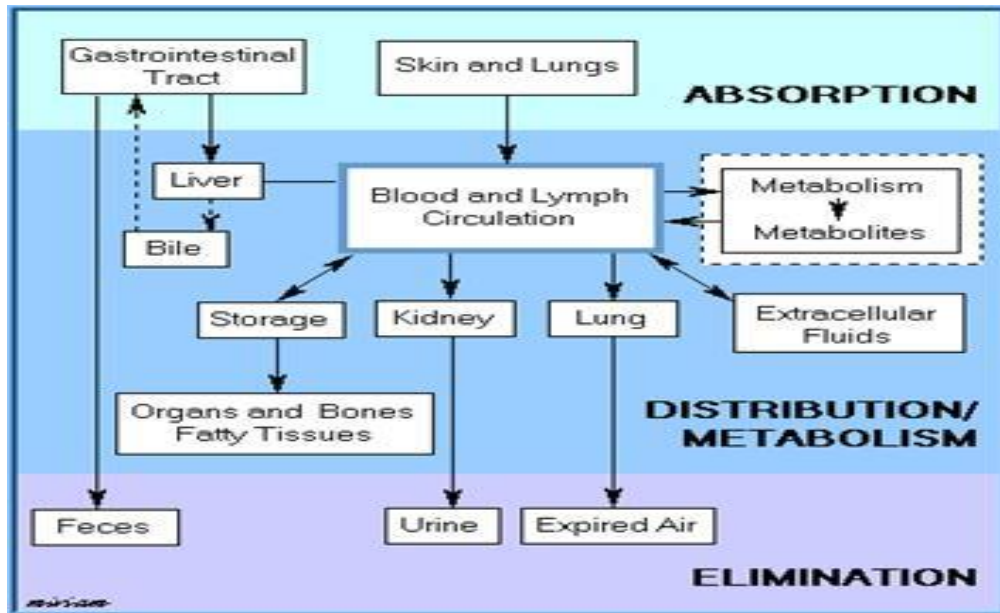 Gastrointestinal
Tract
Skin and Lungs
ABSORPTION
Liver
Blood and Lymph
Circulation
Metabolism
Metabolites
Bile
Storage
Kidney
Lung
Extracellular
Fluids
Organs and Bones
Fatty Tissues
DISTRIBUTION/
METABOLISM
Feces
Urine
Expired Air
ELIMINATION